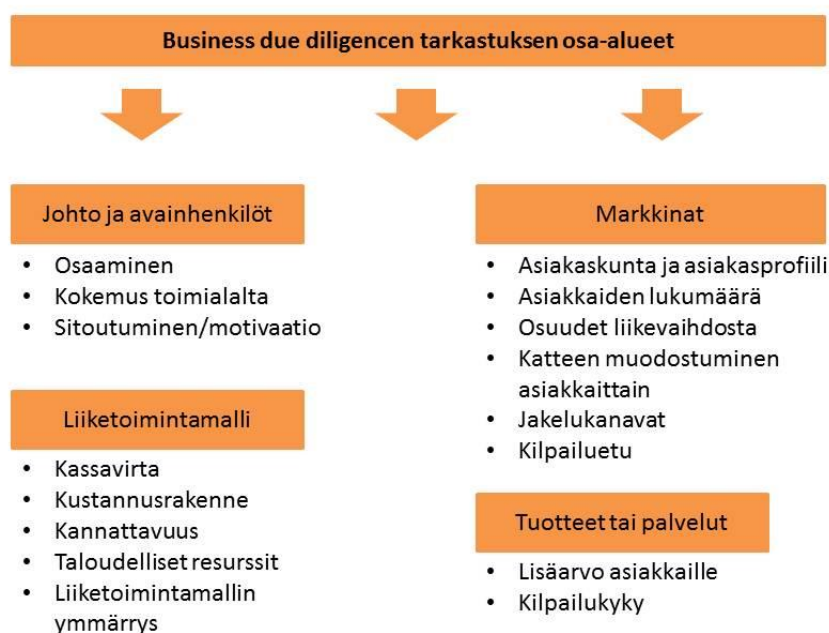 Business due diligencen tarkastuksen osa-alueet
Johto ja avainhenkilöt
• Osaaminen
• Kokemus toimialalta
• Sitoutuminen/motivaatio
Liiketoimintamalli
• Kassavirta
• Kustannusrakenne
• Kannattavuus
• Taloudelliset resurssit
• Liiketoimintamallin
ymmärrys
Markkinat
• Asiakaskunta ja asiakasprofiili
• Asiakkaiden lukumäärä
• Osuudet liikevaihdosta
• Katteen muodostuminen
asiakkaittain
• Jakelukanavat
• Kilpailuetu
Tuotteet tai palvelut
• Lisäarvo asiakkaille
• Kilpailukyky